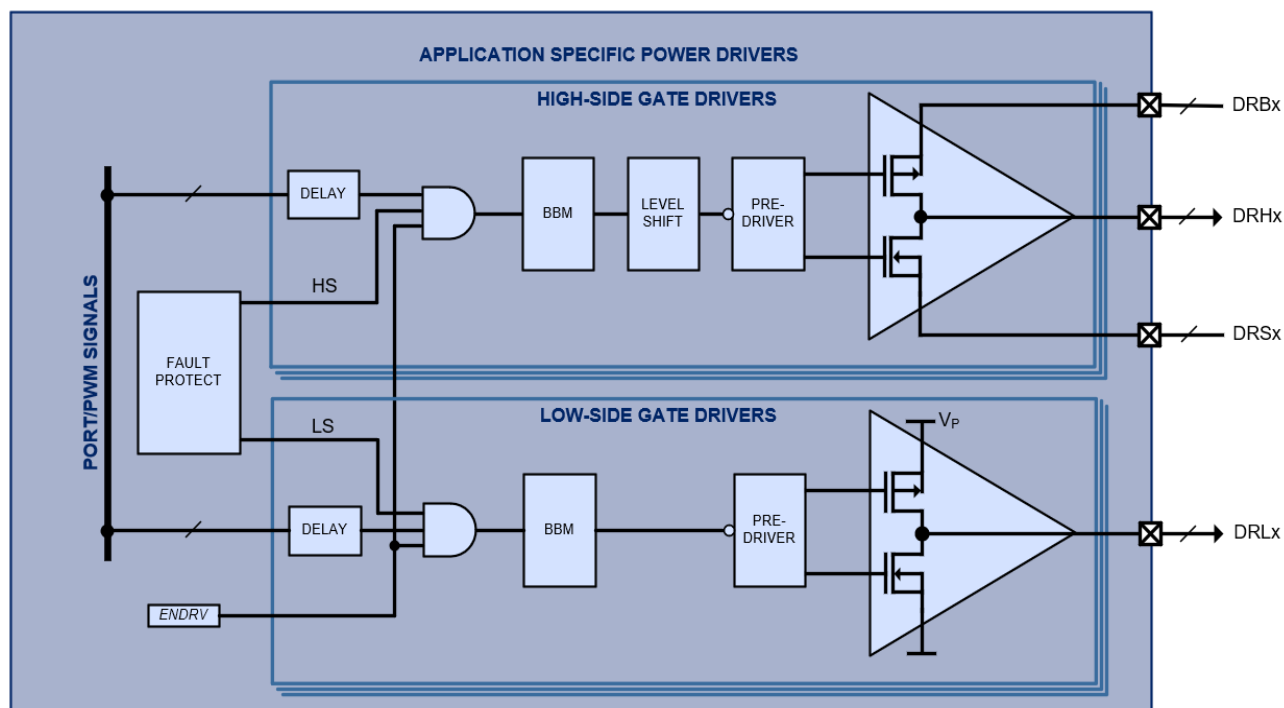 APPLICATION SPECIFIC POWER DRIVERS
HIGH-SIDE GATE DRIVERS
DRBx
DELAY
BBM
LEVEL
SHIFT
PRE-
DRIVER
DRHx
HS
PORT/PWM SIGNALS
FAULT
PROTECT
DRSx
LOW-SIDE GATE DRIVERS
LS
VP
DELAY
BBM
PRE-
DRIVER
DRLx
ENDRV